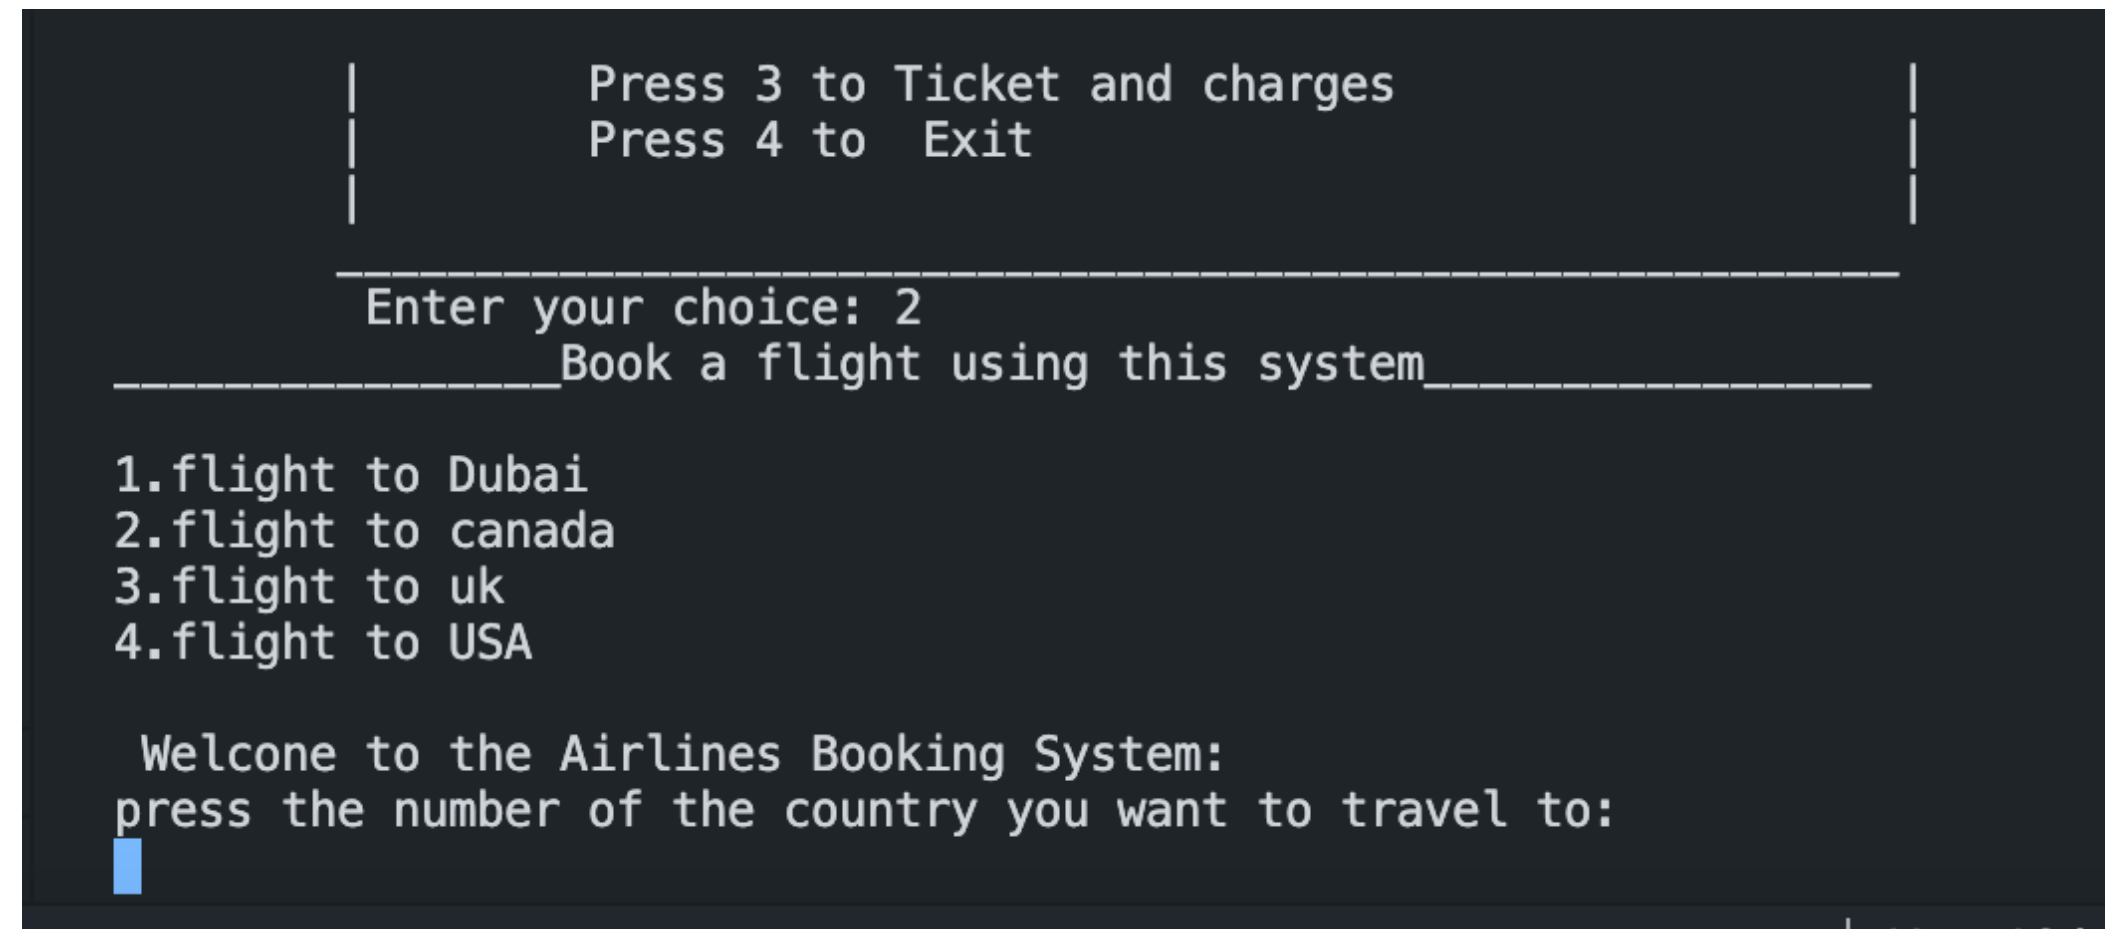 | Press 3 to Ticket and charges |
| Press 4 to  Exit |
| |
________________________________________________________
Enter your choice: 2
________________Book a flight using this system________________
1.flight to Dubai
2.flight to canada
3.flight to uk
4.flight to USA
Welcone to the Airlines Booking System:
press the number of the country you want to travel to: